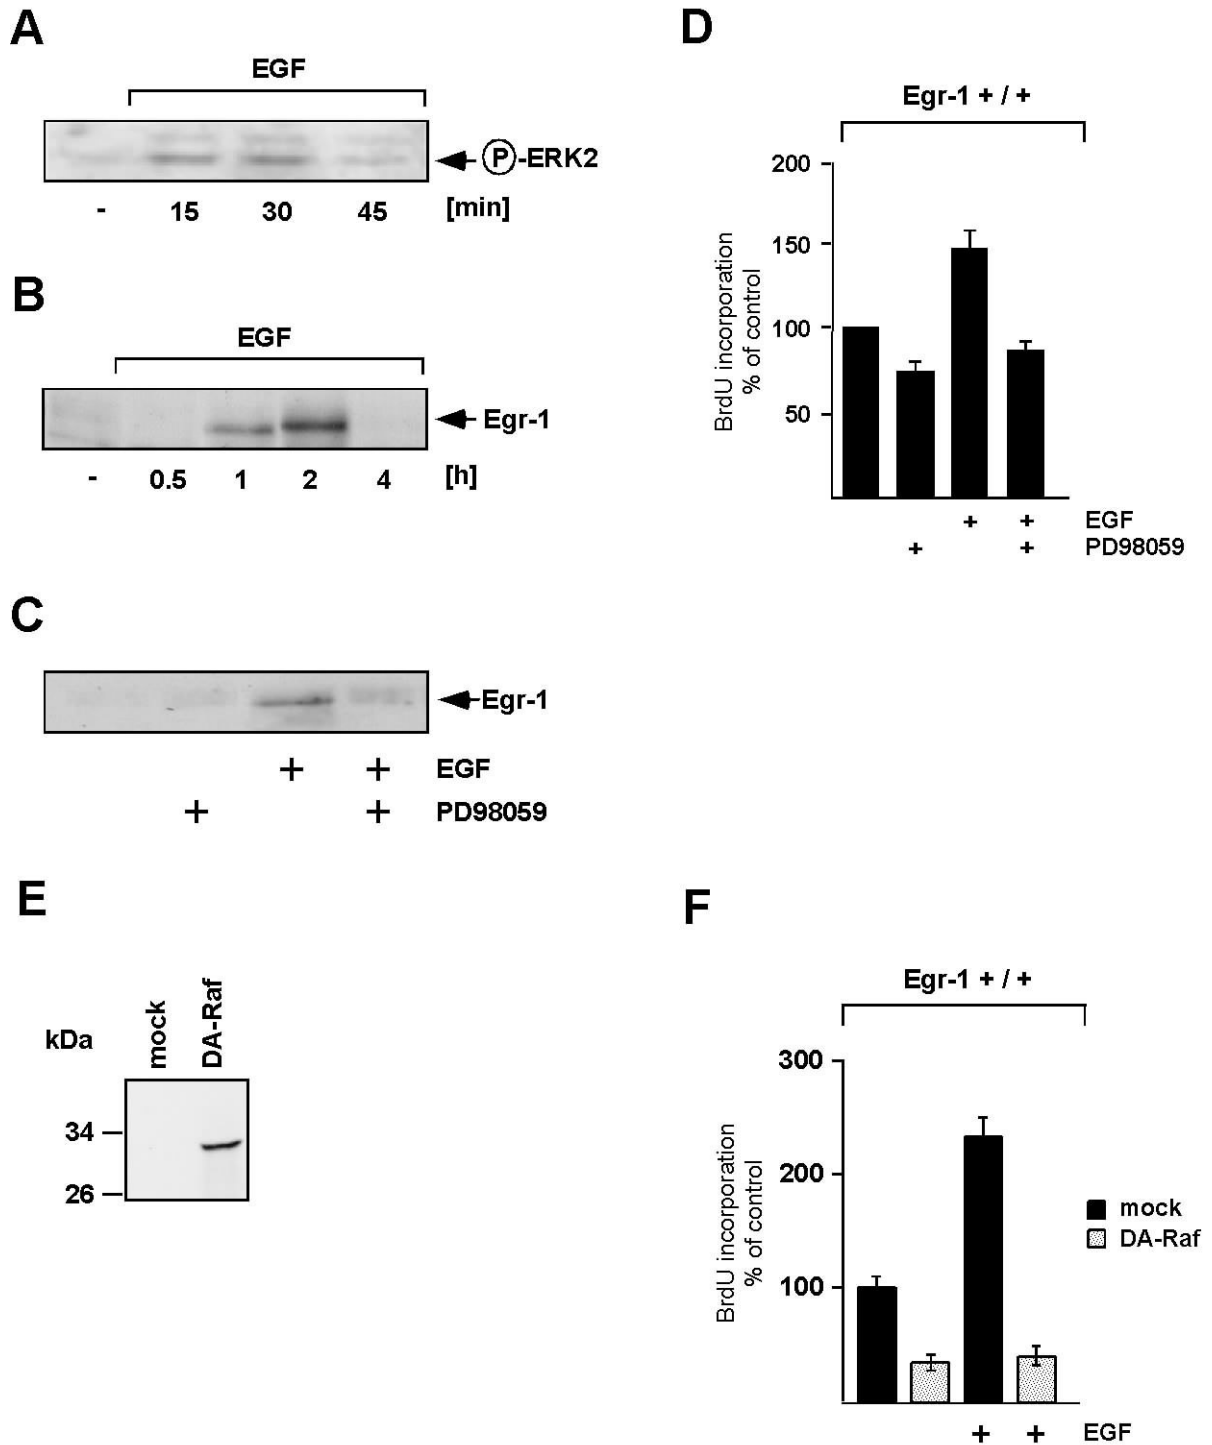 A
EGF
P-ERK2
- 15 30 45 [min]
B
EGF
Egr-1
- 0.5 1 2 4 [h]
C
Egr-1
+ + EGF
+ + PD98059
D
Egr-1 + / +
200
150
100
50
BrdU incorporation
% of control
+ + EGF
+ + PD98059
E
kDa
mock
DA-Raf
34
26
F
Egr-1 + / +
300
200
100
BrdU incorporation
% of control
mock
DA-Raf
+ + EGF